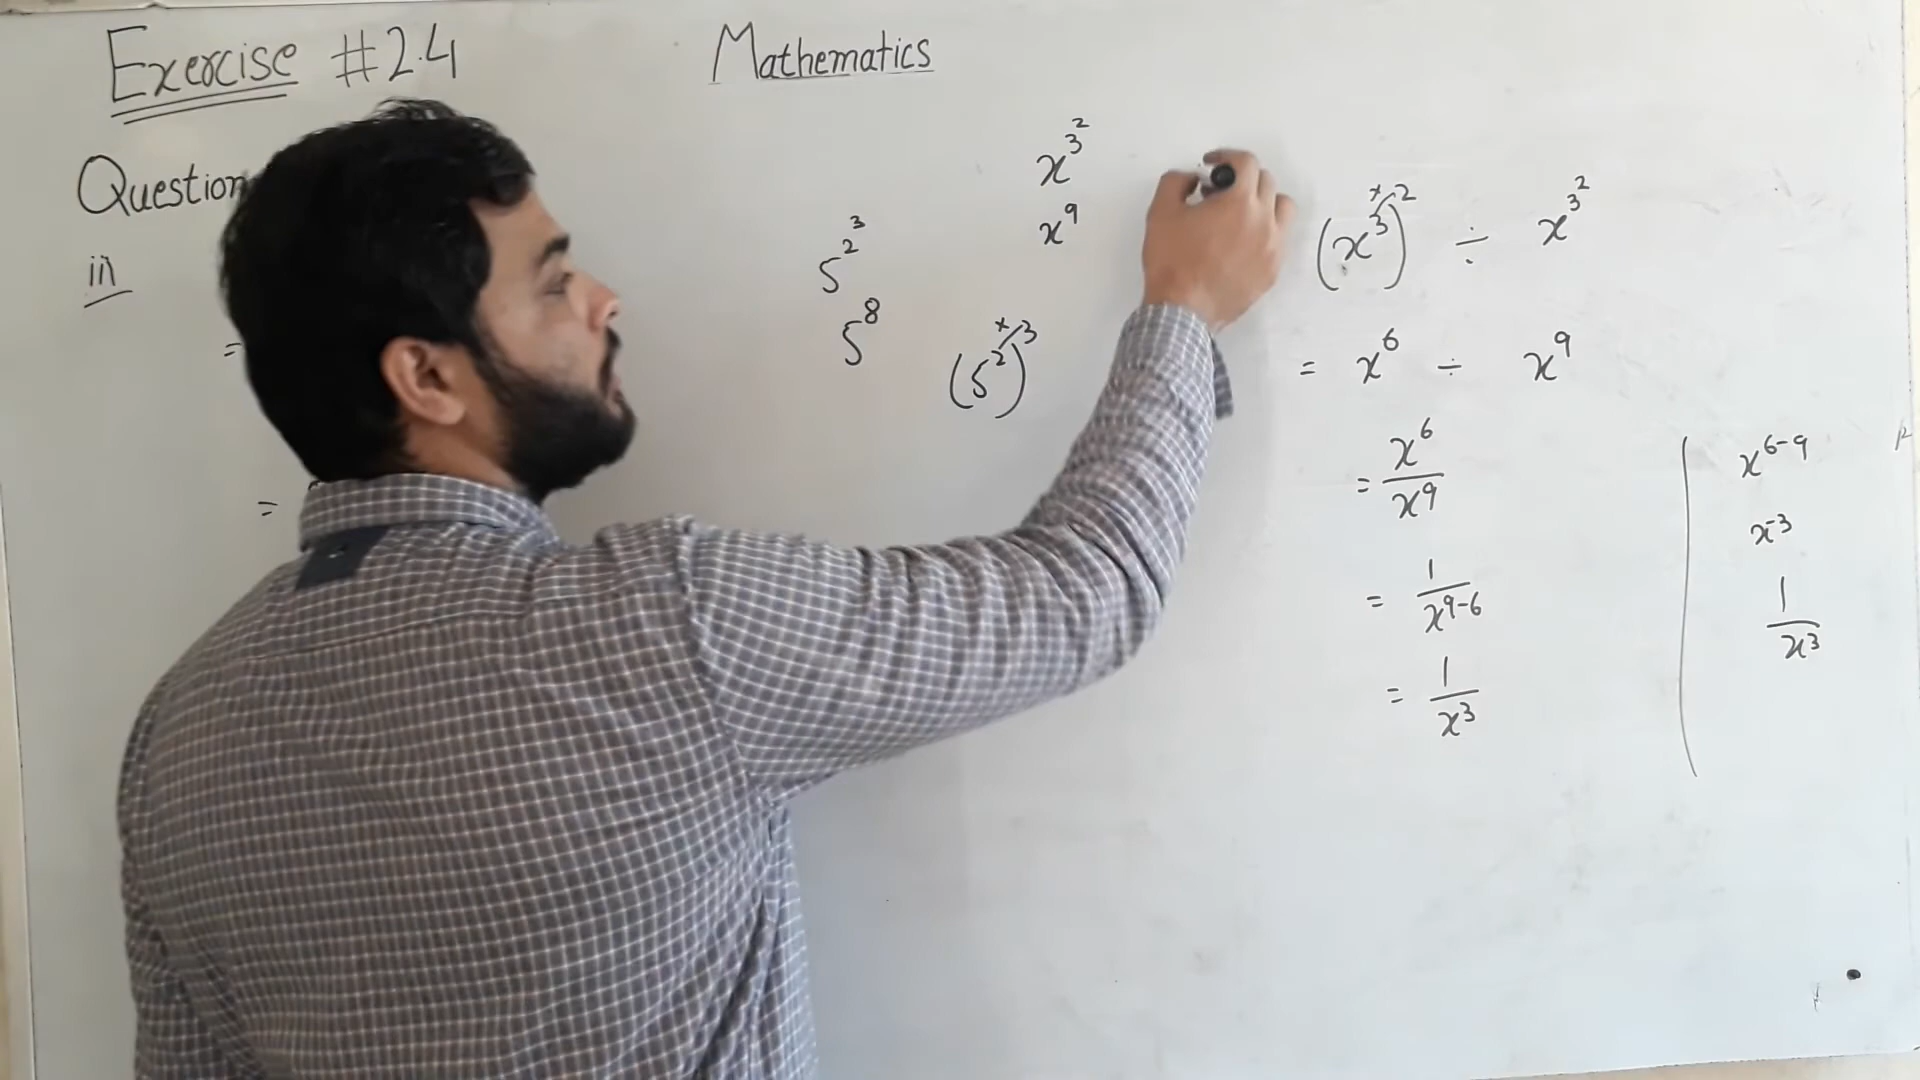 Exercise #2.4
Mathematics
Question
iii
=
=
5^2^3
5^8
(5^2)^×3
x^3^2
x^9
(x^3)^×2 ÷ x^3^2
= x^6 ÷ x^9
= x^6/x^9
= 1/x^9-6
= 1/x^3
x^6-9
x^-3
1/x^3